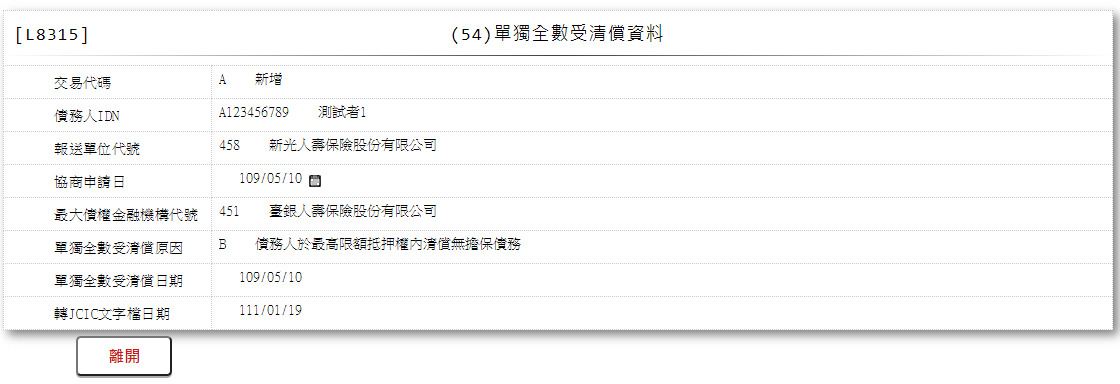 [L8315] (54)單獨全數受清償資料
交易代碼 A 新增
債務人IDN A123456789 測試者1
報送單位代號 458 新光人壽保險股份有限公司
協商申請日 109/05/10
最大債權金融機構代號 451 臺銀人壽保險股份有限公司
單獨全數受清償原因 B 債務人於最高限額抵押權內清償無擔保債務
單獨全數受清償日期 109/05/10
轉JCIC文字檔日期 111/01/19
離開